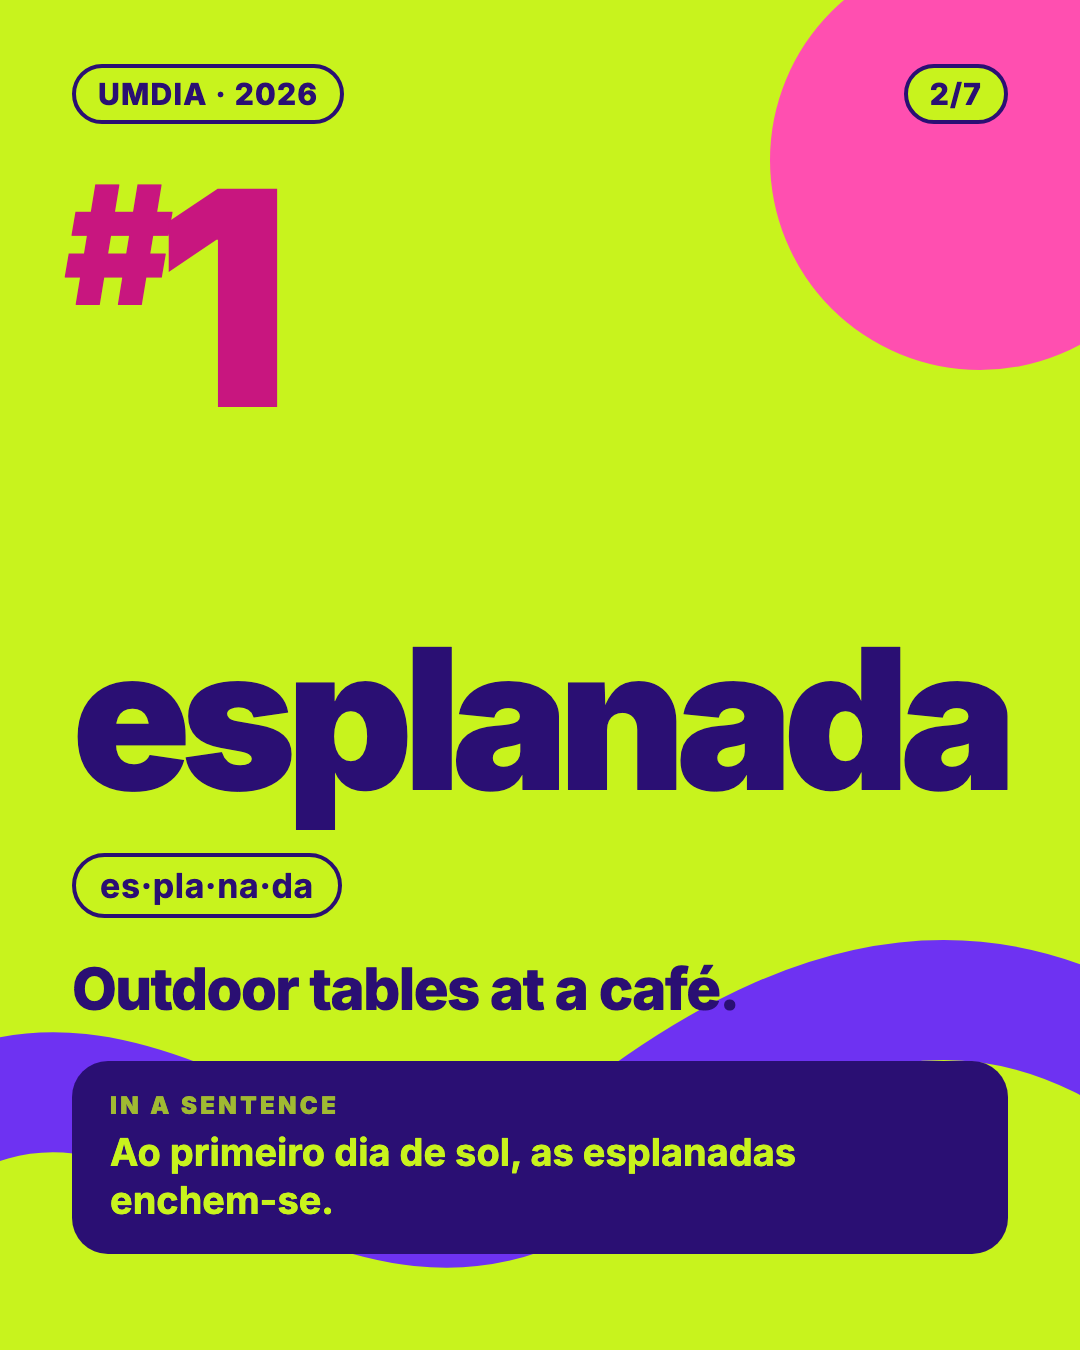 UMDIA · 2026
2/7
#1
esplanada
es·pla·na·da
Outdoor tables at a café.
IN A SENTENCE
Ao primeiro dia de sol, as esplanadas
enchem-se.